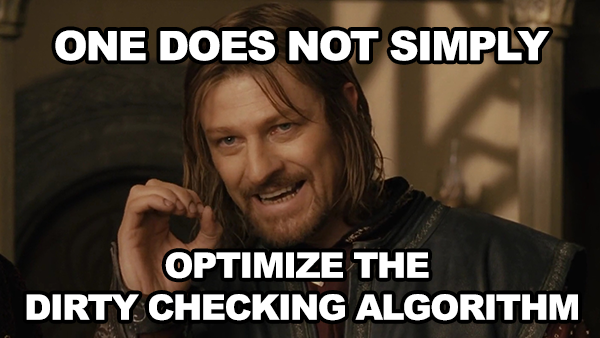 ONE DOES NOT SIMPLY
OPTIMIZE THE
DIRTY CHECKING ALGORITHM